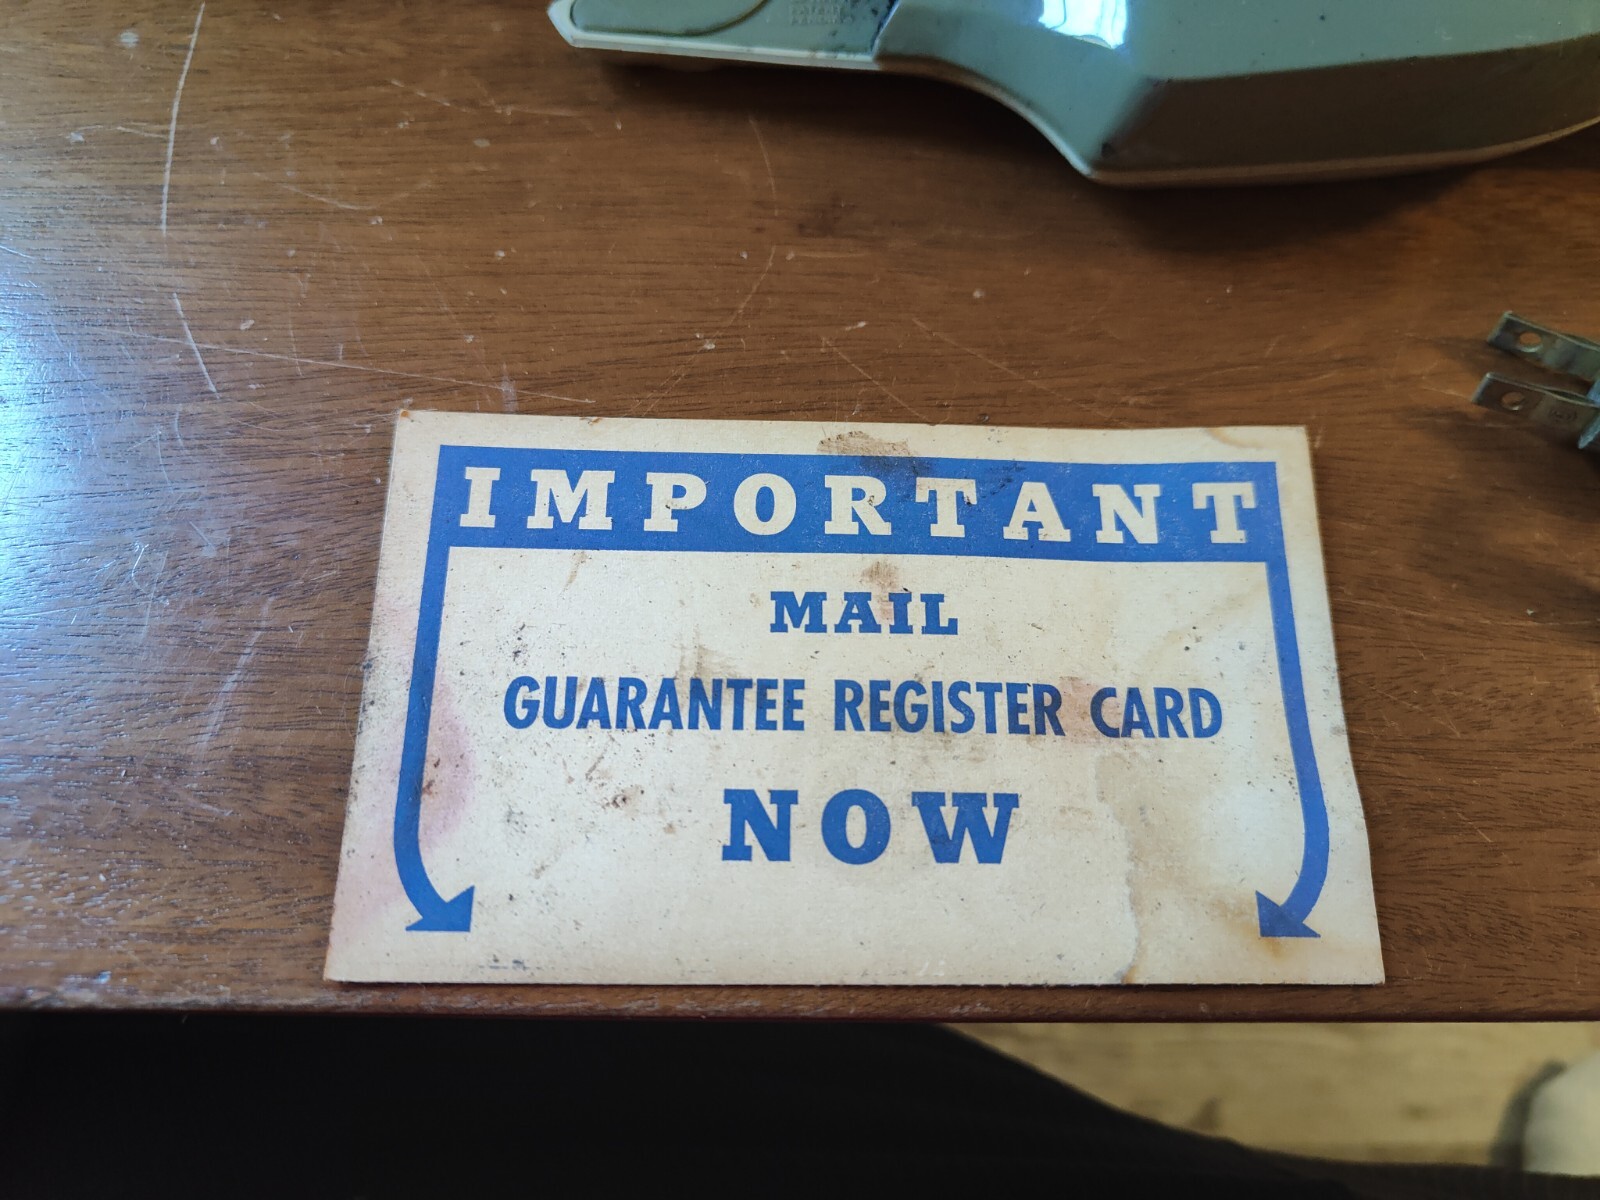 IMPORTANT
MAIL
GUARANTEE REGISTER CARD
NOW